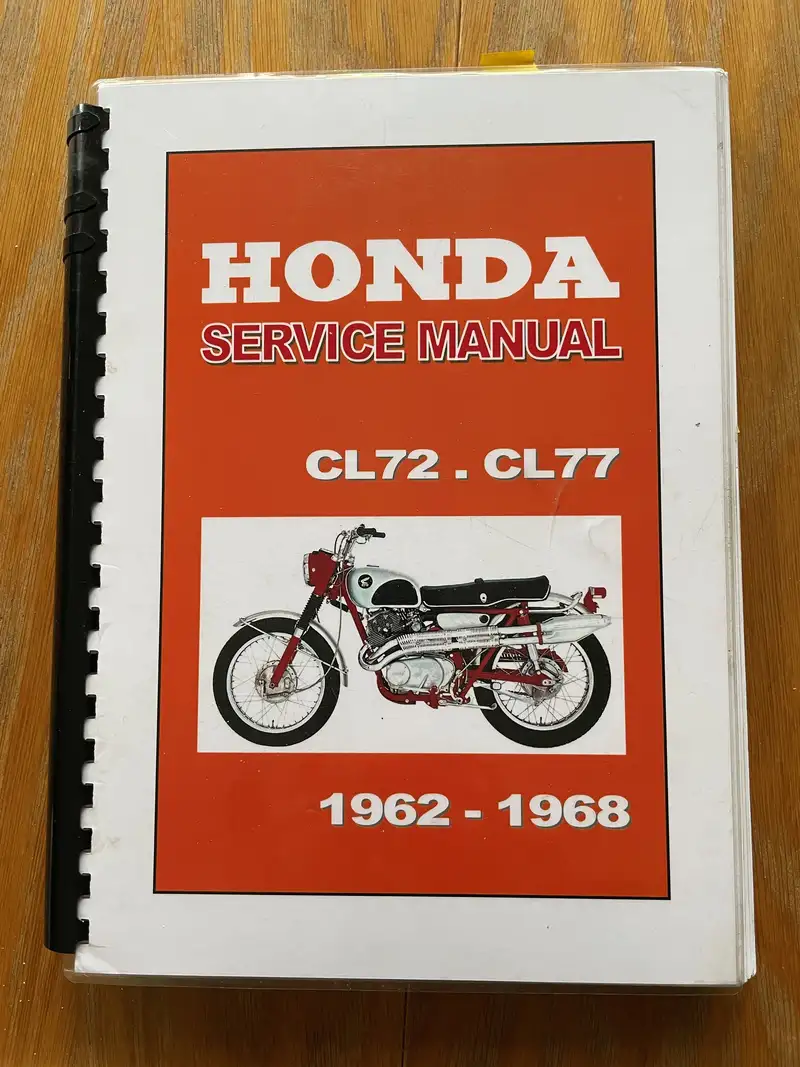 HONDA
SERVICE MANUAL
CL72 . CL77
1962 - 1968